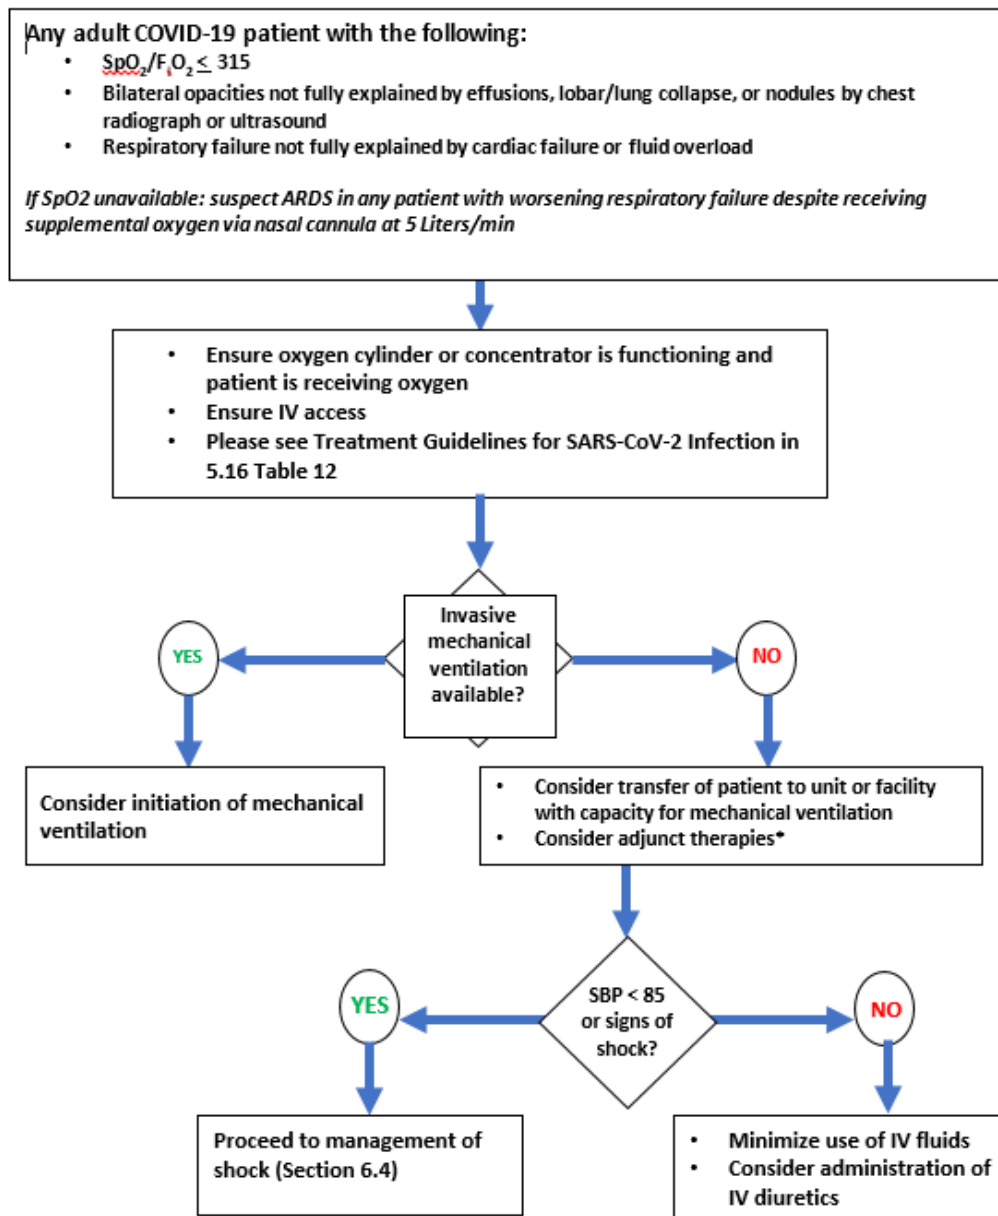 Any adult COVID-19 patient with the following:
• SpO₂/FᵢO₂ ≤ 315
• Bilateral opacities not fully explained by effusions, lobar/lung collapse, or nodules by chest
radiograph or ultrasound
• Respiratory failure not fully explained by cardiac failure or fluid overload
If SpO2 unavailable: suspect ARDS in any patient with worsening respiratory failure despite receiving
supplemental oxygen via nasal cannula at 5 Liters/min
• Ensure oxygen cylinder or concentrator is functioning and
patient is receiving oxygen
• Ensure IV access
• Please see Treatment Guidelines for SARS-CoV-2 Infection in
5.16 Table 12
Invasive
mechanical
ventilation
available?
YES
NO
Consider initiation of mechanical
ventilation
• Consider transfer of patient to unit or facility
with capacity for mechanical ventilation
• Consider adjunct therapies*
SBP < 85
or signs of
shock?
YES
NO
Proceed to management of
shock (Section 6.4)
• Minimize use of IV fluids
• Consider administration of
IV diuretics